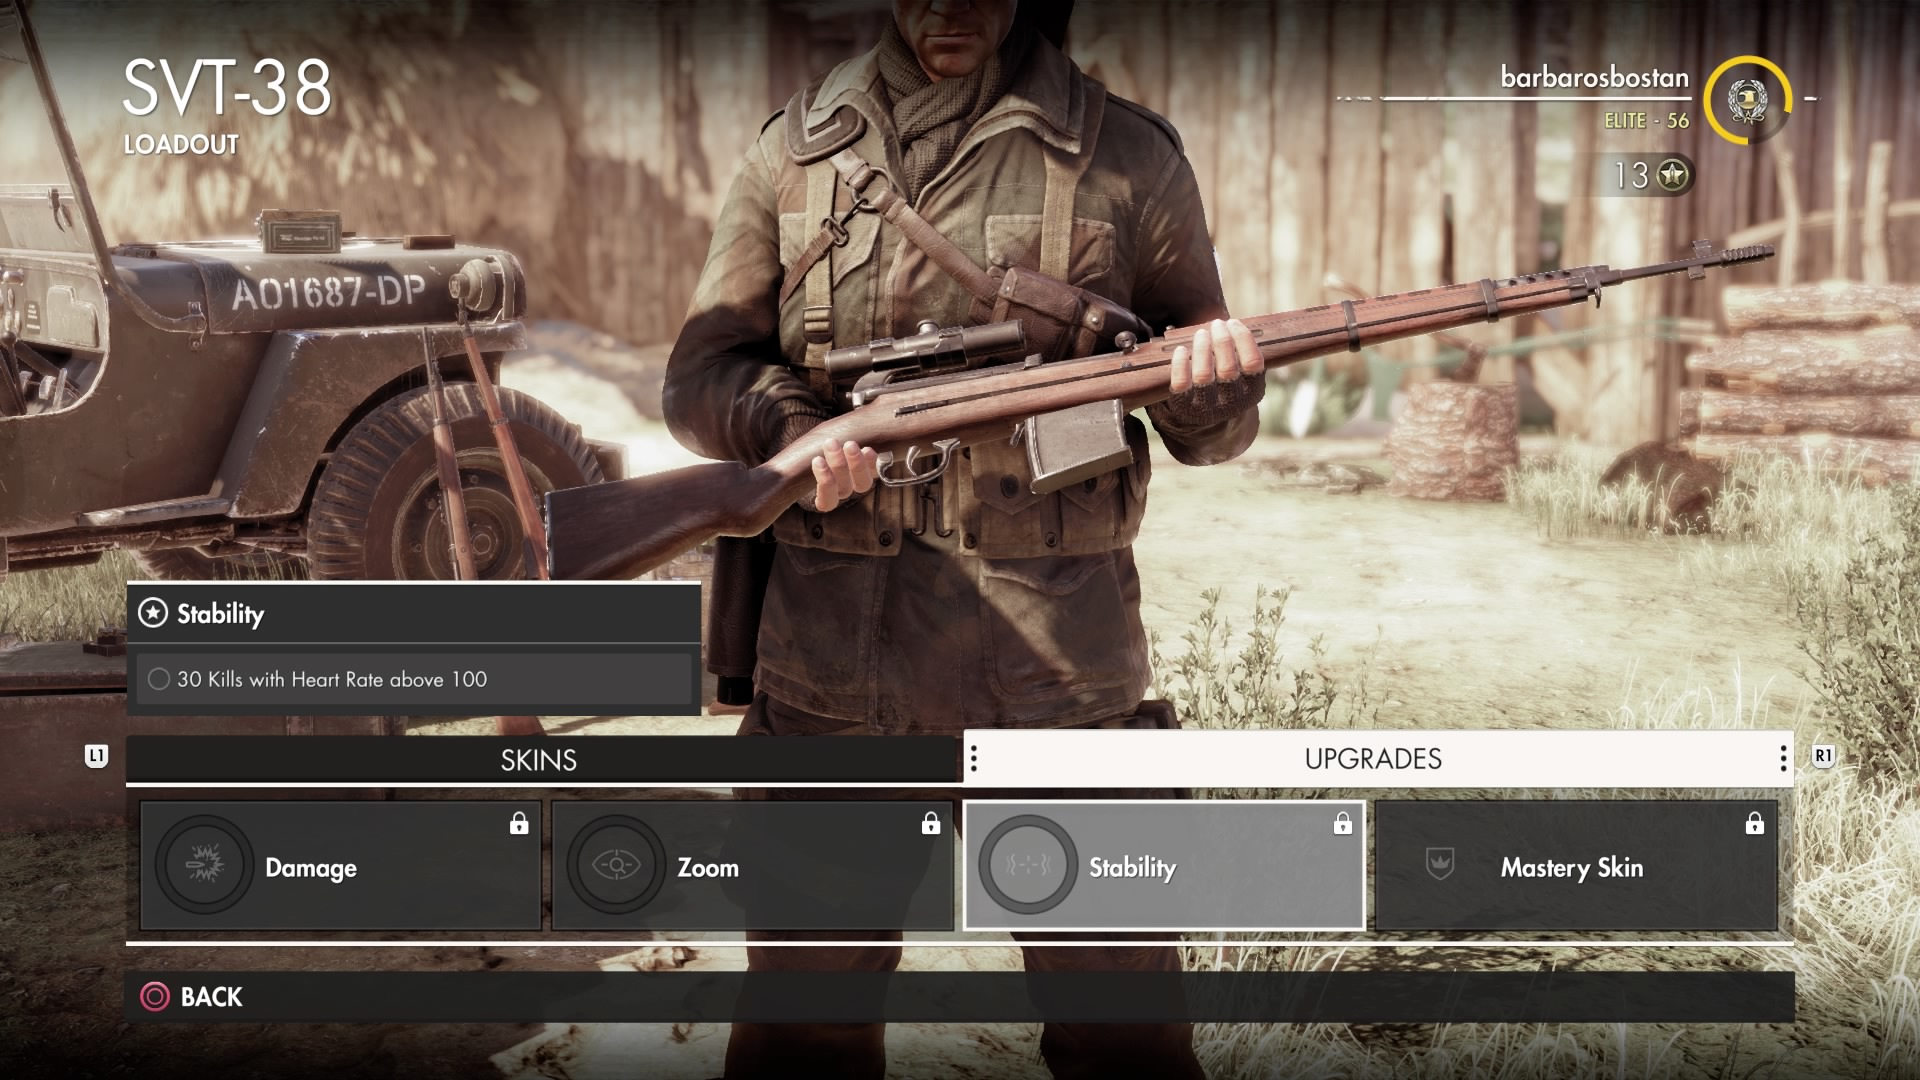 SVT-38
LOADOUT
barbarosbostan
ELITE - 56
13
A01687-DP
Stability
30 Kills with Heart Rate above 100
L1
SKINS
UPGRADES
R1
Damage
Zoom
Stability
Mastery Skin
BACK